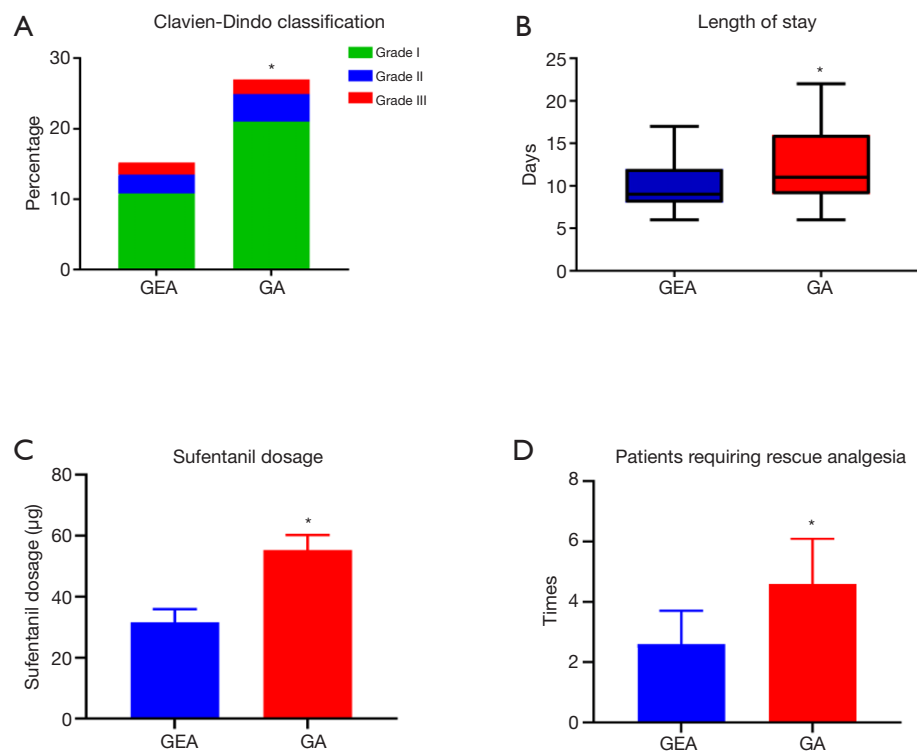 A
Clavien-Dindo classification
Percentage
30
20
10
0
*
Grade I
Grade II
Grade III
GEA
GA
B
Length of stay
Days
25
20
15
10
5
0
*
GEA
GA
C
Sufentanil dosage
Sufentanil dosage (µg)
80
60
40
20
0
*
GEA
GA
D
Patients requiring rescue analgesia
Times
8
6
4
2
0
*
GEA
GA